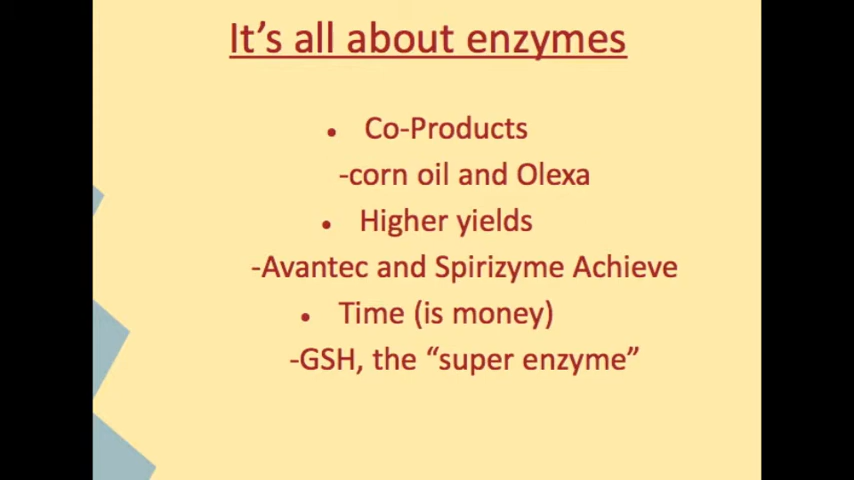 It's all about enzymes
• Co-Products
-corn oil and Olexa
• Higher yields
-Avantec and Spirizyme Achieve
• Time (is money)
-GSH, the “super enzyme”